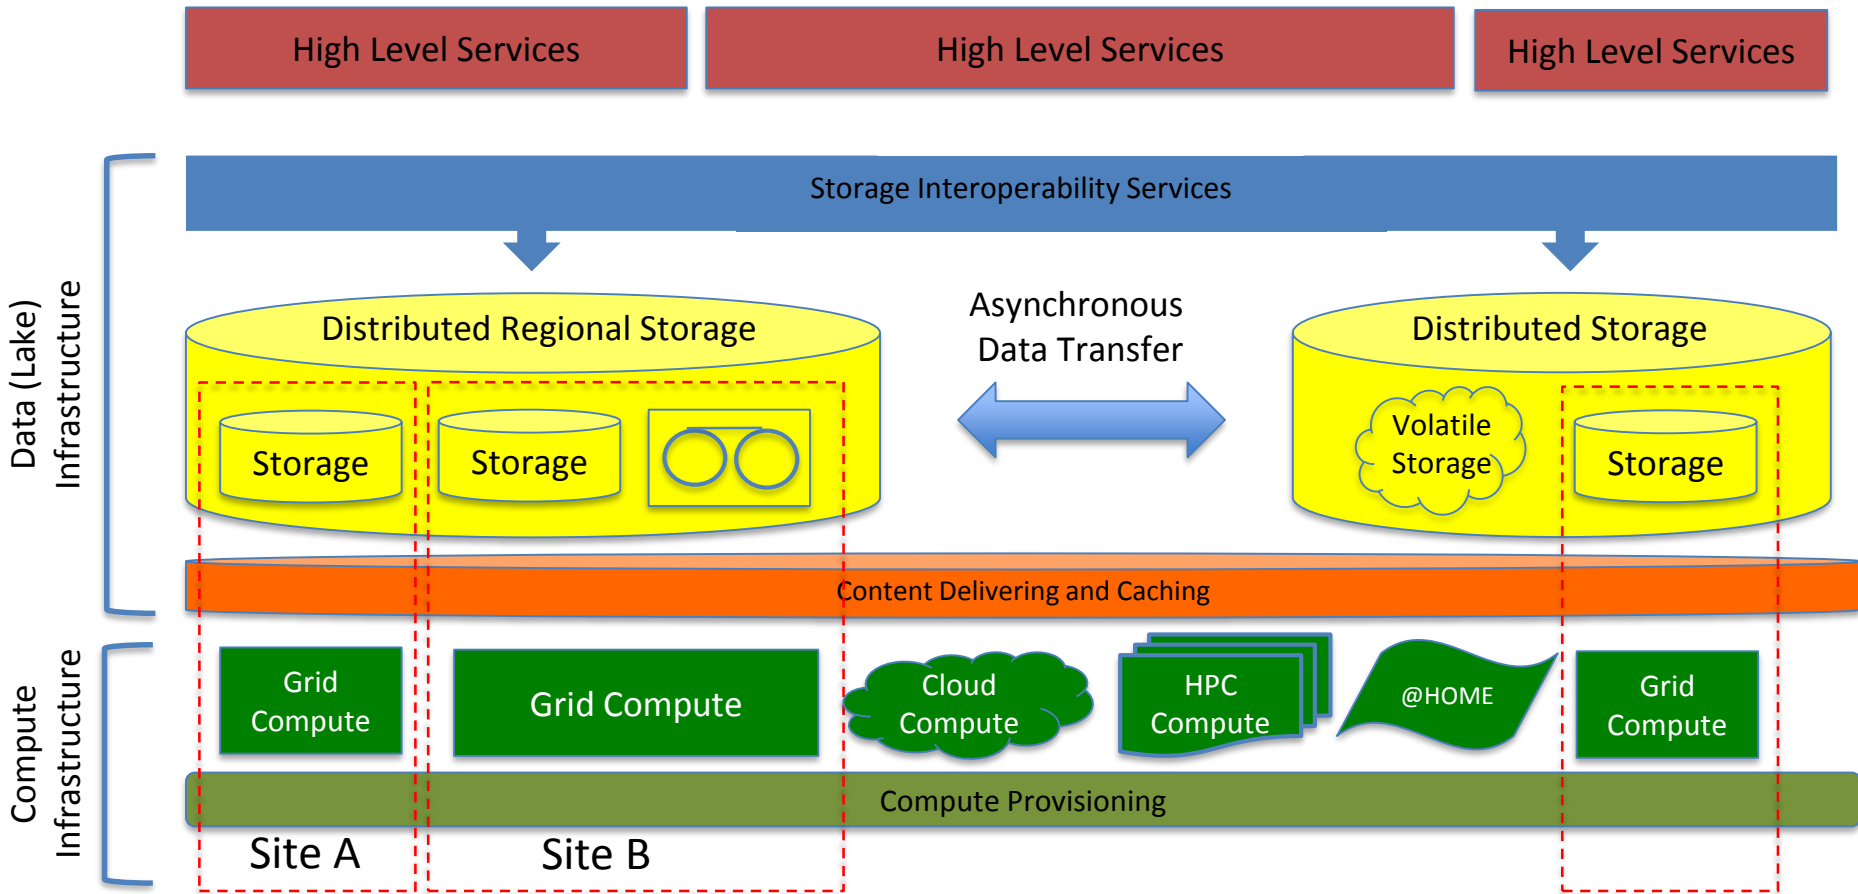 High Level Services
High Level Services
High Level Services
Storage Interoperability Services
Data (Lake)
Infrastructure
Distributed Regional Storage
Asynchronous
Data Transfer
Distributed Storage
Storage
Storage
Volatile
Storage
Storage
Content Delivering and Caching
Compute
Infrastructure
Grid
Compute
Grid Compute
Cloud
Compute
HPC
Compute
@HOME
Grid
Compute
Compute Provisioning
Site A
Site B